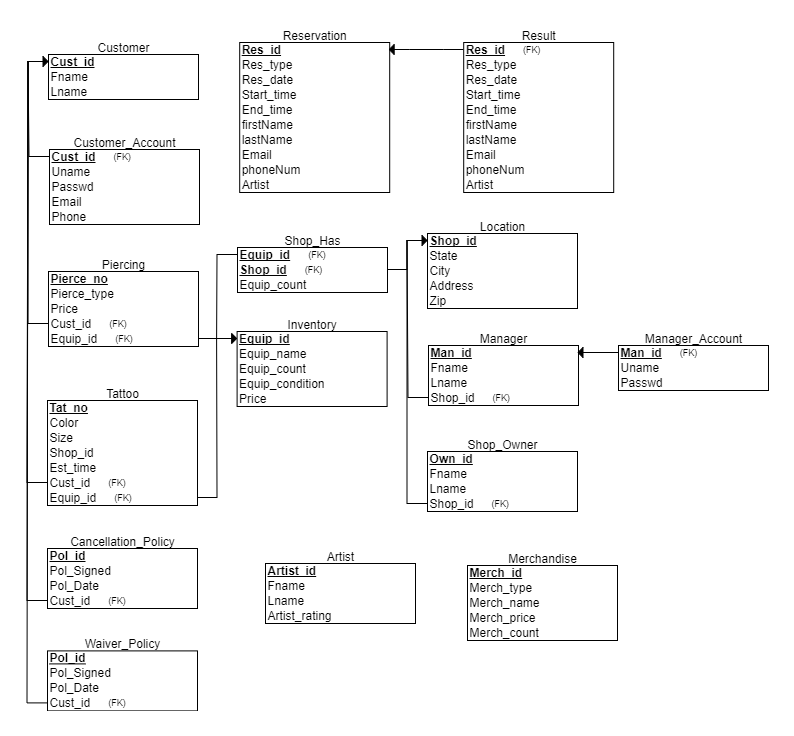 Customer
Cust_id
Fname
Lname
Customer_Account
Cust_id (FK)
Uname
Passwd
Email
Phone
Piercing
Pierce_no
Pierce_type
Price
Cust_id (FK)
Equip_id (FK)
Tattoo
Tat_no
Color
Size
Shop_id
Est_time
Cust_id (FK)
Equip_id (FK)
Cancellation_Policy
Pol_id
Pol_Signed
Pol_Date
Cust_id (FK)
Waiver_Policy
Pol_id
Pol_Signed
Pol_Date
Cust_id (FK)
Reservation
Res_id
Res_type
Res_date
Start_time
End_time
firstName
lastName
Email
phoneNum
Artist
Result
Res_id (FK)
Res_type
Res_date
Start_time
End_time
firstName
lastName
Email
phoneNum
Artist
Shop_Has
Equip_id (FK)
Shop_id (FK)
Equip_count
Inventory
Equip_id
Equip_name
Equip_count
Equip_condition
Price
Location
Shop_id
State
City
Address
Zip
Manager
Man_id
Fname
Lname
Shop_id (FK)
Manager_Account
Man_id (FK)
Uname
Passwd
Shop_Owner
Own_id
Fname
Lname
Shop_id (FK)
Artist
Artist_id
Fname
Lname
Artist_rating
Merchandise
Merch_id
Merch_type
Merch_name
Merch_price
Merch_count